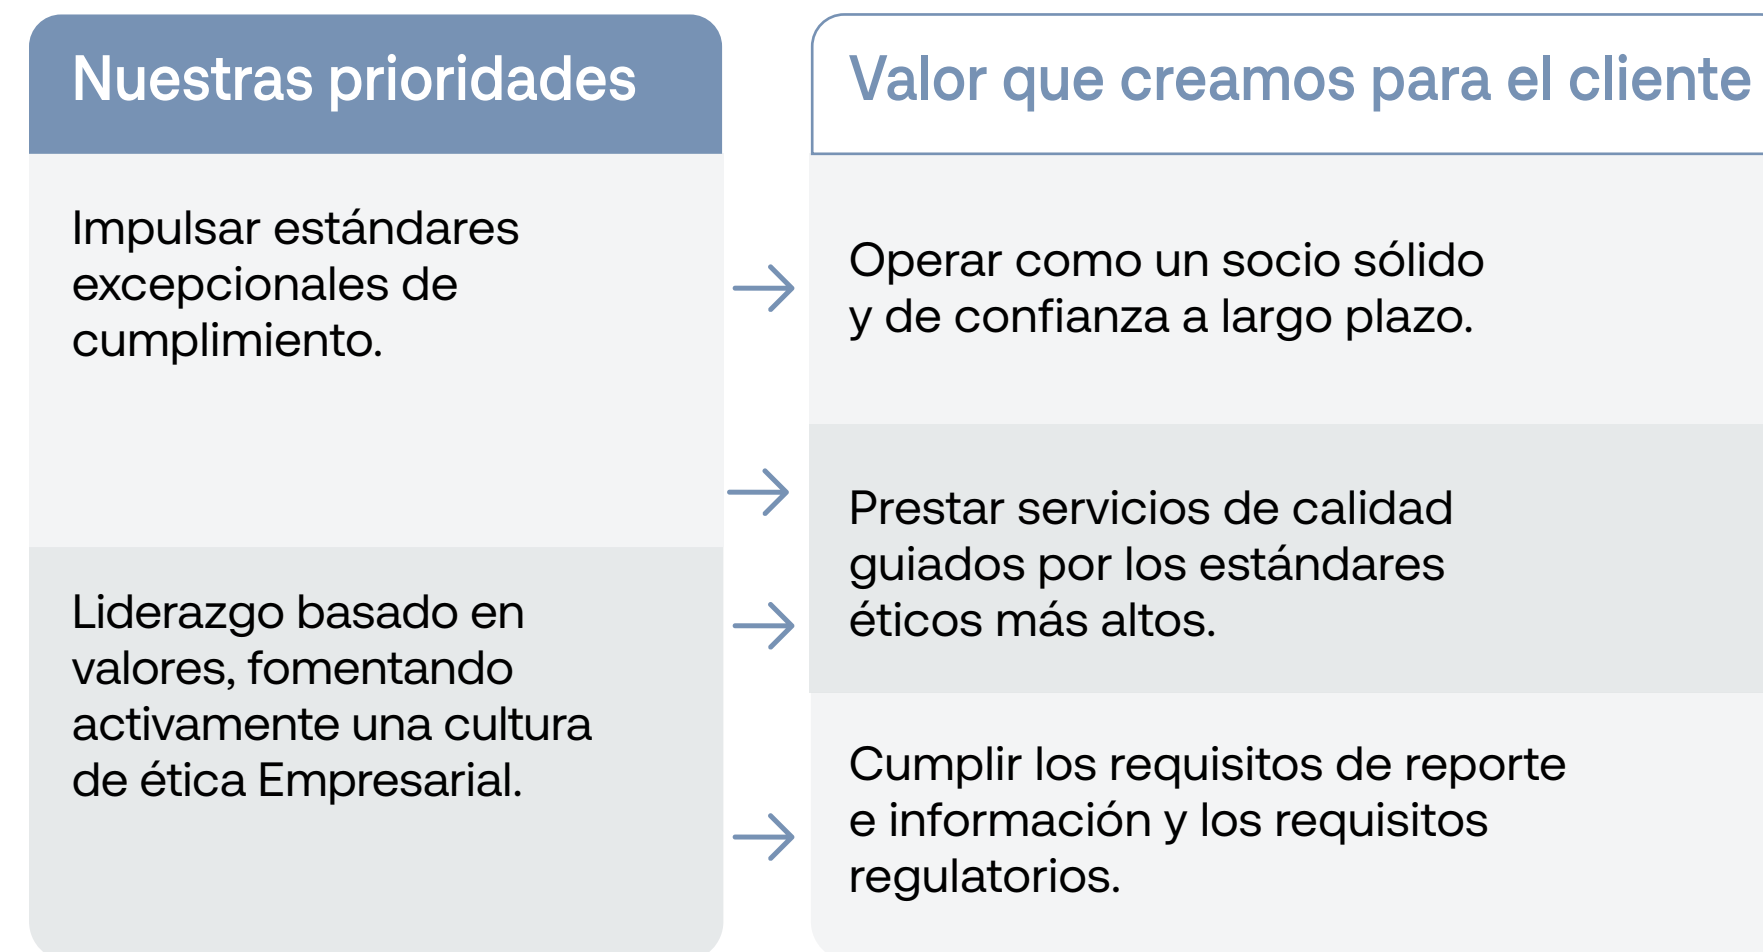 Nuestras prioridades
Impulsar estándares
excepcionales de
cumplimiento.
Liderazgo basado en
valores, fomentando
activamente una cultura
de ética Empresarial.
Valor que creamos para el cliente
Operar como un socio sólido
y de confianza a largo plazo.
Prestar servicios de calidad
guiados por los estándares
éticos más altos.
Cumplir los requisitos de reporte
e información y los requisitos
regulatorios.